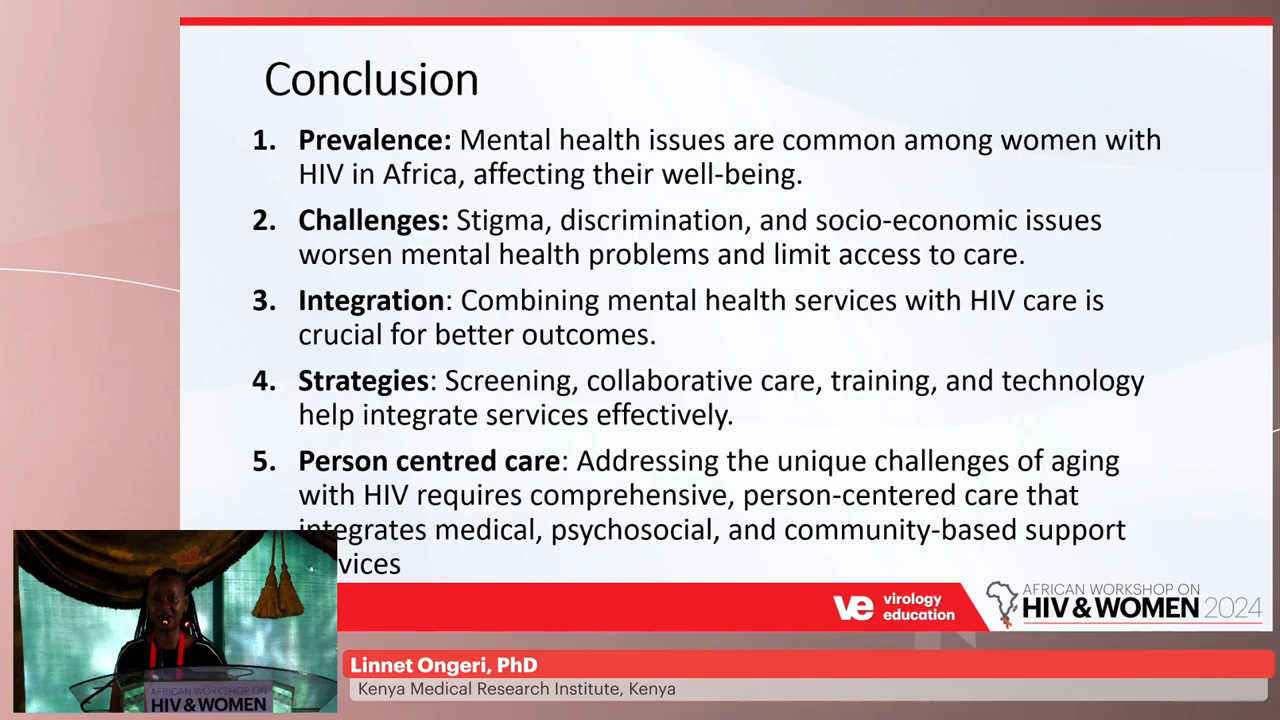 Conclusion
1. Prevalence: Mental health issues are common among women with
HIV in Africa, affecting their well-being.
2. Challenges: Stigma, discrimination, and socio-economic issues
worsen mental health problems and limit access to care.
3. Integration: Combining mental health services with HIV care is
crucial for better outcomes.
4. Strategies: Screening, collaborative care, training, and technology
help integrate services effectively.
5. Person centred care: Addressing the unique challenges of aging
with HIV requires comprehensive, person-centered care that
integrates medical, psychosocial, and community-based support
vices
ve virology
education
AFRICAN WORKSHOP ON
HIV & WOMEN 2024
Linnet Ongeri, PhD
Kenya Medical Research Institute, Kenya
AFRICAN WORKSHOP ON
HIV & WOMEN